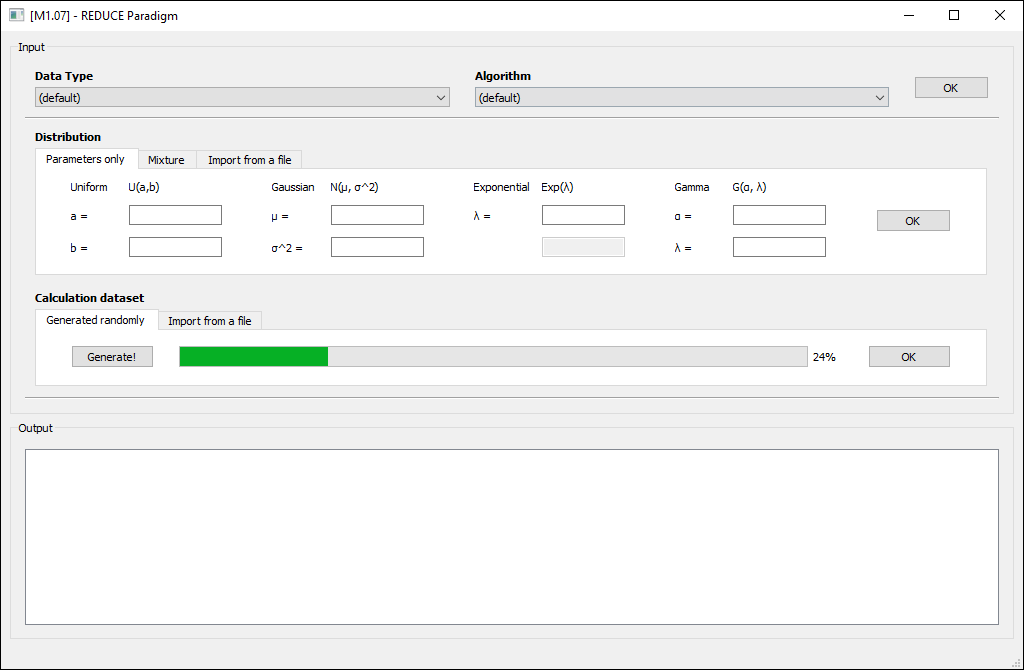 [M1.07] - REDUCE Paradigm
Input
Data Type
Algorithm
(default)
(default)
OK
Distribution
Parameters only
Mixture
Import from a file
Uniform
U(a,b)
Gaussian
N(μ, σ^2)
Exponential
Exp(λ)
Gamma
G(α, λ)
a =
μ =
λ =
α =
OK
b =
σ^2 =
λ =
Calculation dataset
Generated randomly
Import from a file
Generate!
24%
OK
Output